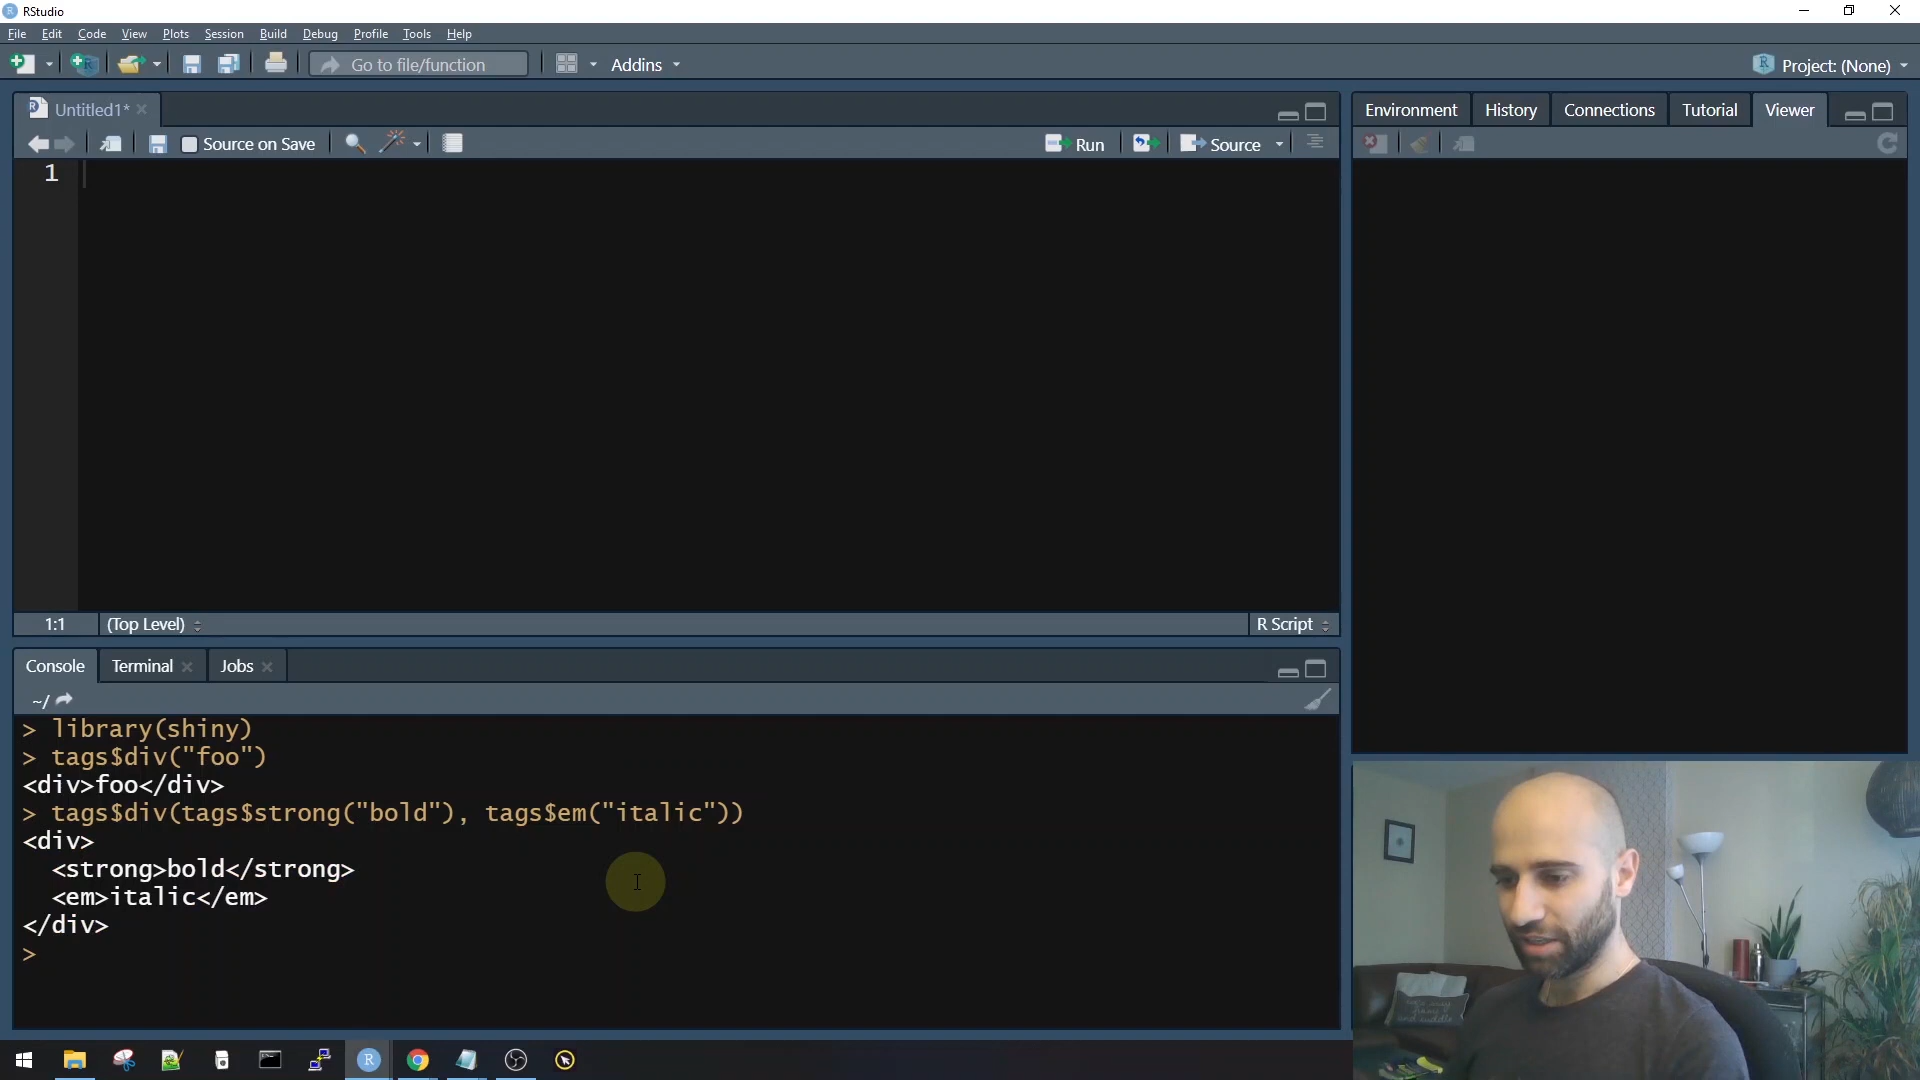 RStudio
File Edit Code View Plots Session Build Debug Profile Tools Help
Go to file/function Addins Project: (None)
Untitled1* Environment History Connections Tutorial Viewer
Source on Save Run Source
1
1:1 (Top Level) R Script
Console Terminal Jobs
~/
> library(shiny)
> tags$div("foo")
<div>foo</div>
> tags$div(tags$strong("bold"), tags$em("italic"))
<div>
  <strong>bold</strong>
  <em>italic</em>
</div>
>